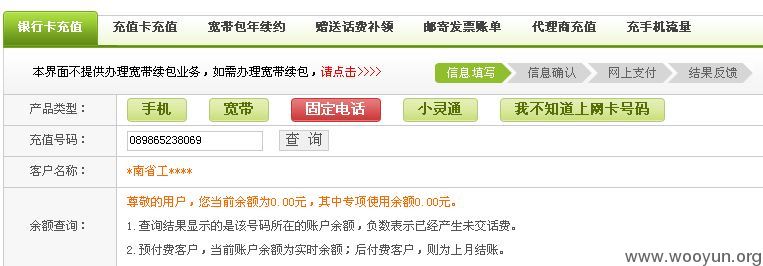 银行卡充值 充值卡充值 宽带包年续约 赠送话费补领 邮寄发票账单 代理商充值 充手机流量
本界面不提供办理宽带续包业务，如需办理宽带续包，请点击>>>> 信息填写 信息确认 网上支付 结果反馈
产品类型： 手机 宽带 固定电话 小灵通 我不知道上网卡号码
充值号码： 089865238069 查 询
客户名称： *南省工****
尊敬的用户，您当前余额为0.00元，其中专项使用余额0.00元。
余额查询： 1.查询结果显示的是该号码所在的账户余额，负数表示已经产生未交话费。
2.预付费客户，当前账户余额为实时余额；后付费客户，则为上月结账。
www.wooyun.org